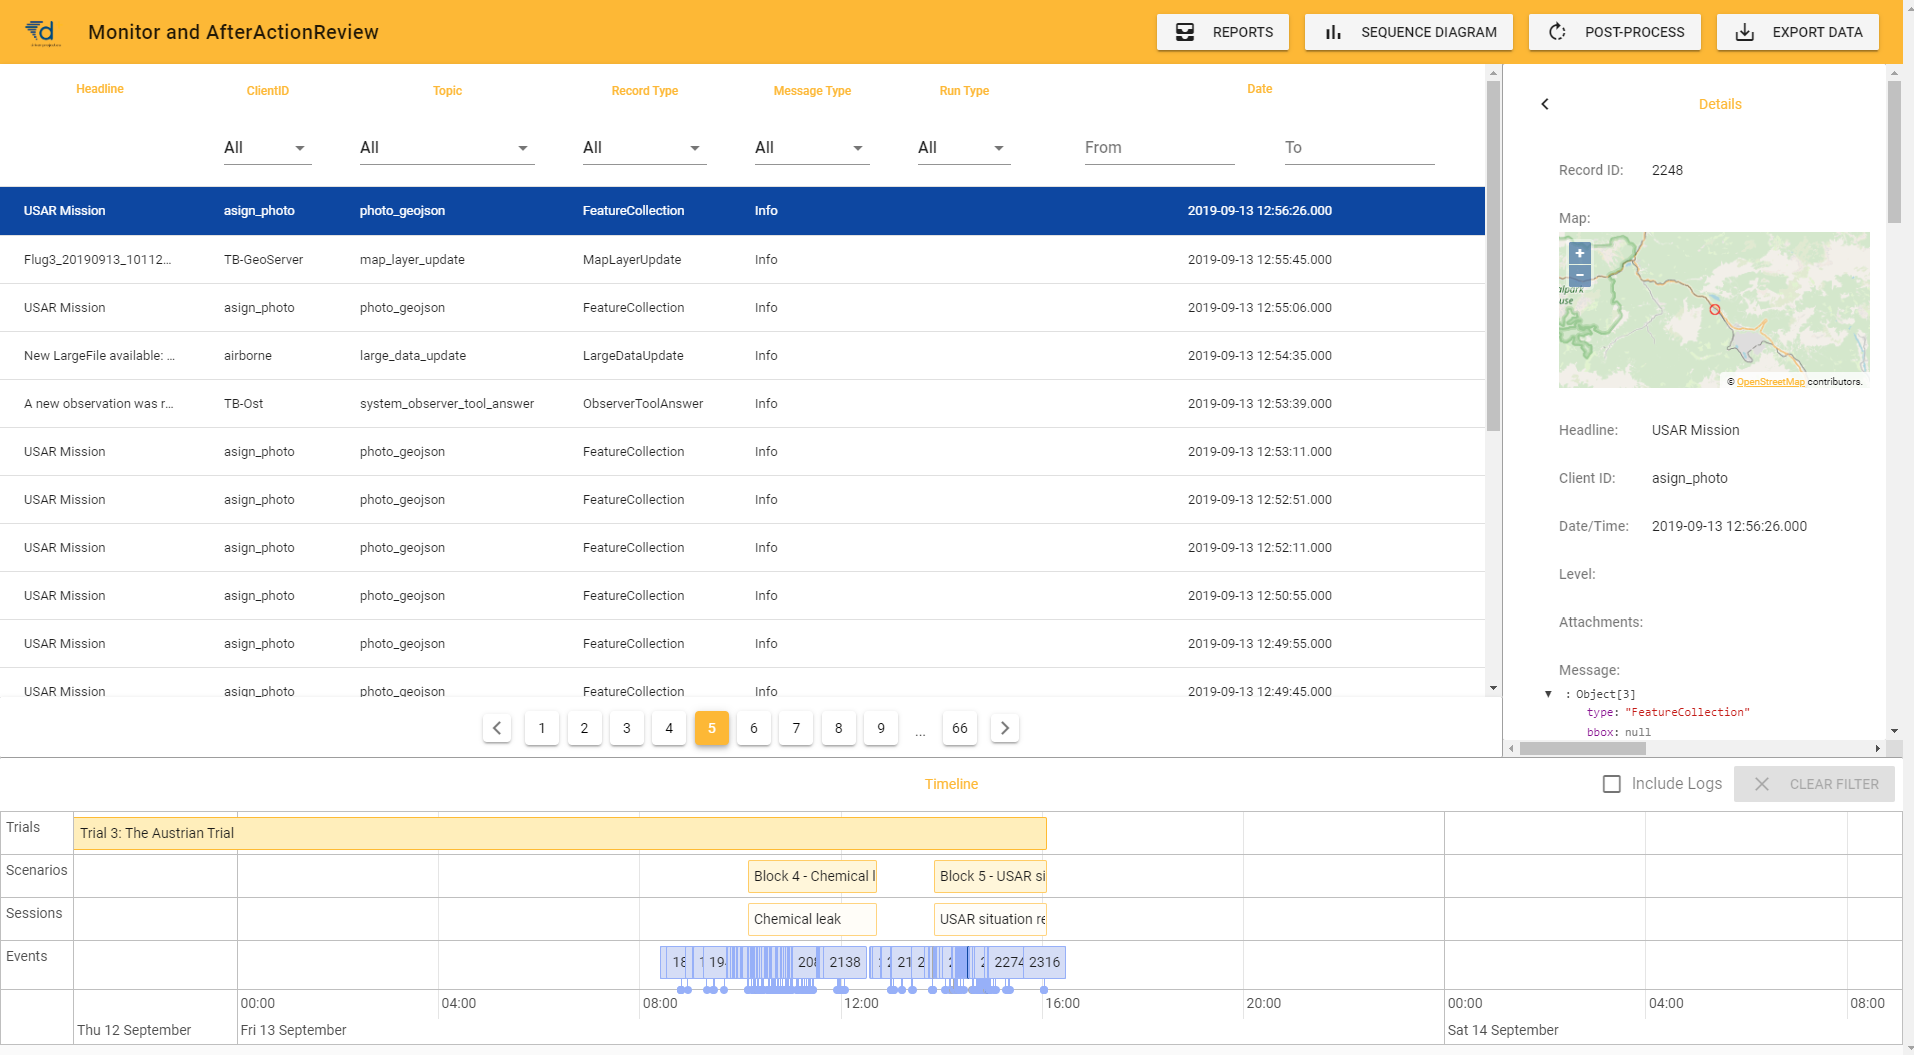 Monitor and AfterActionReview
REPORTS
SEQUENCE DIAGRAM
POST-PROCESS
EXPORT DATA
Headline ClientID Topic Record Type Message Type Run Type Date
All All All All All From To
USAR Mission asign_photo photo_geojson FeatureCollection Info 2019-09-13 12:56:26.000
Flug3_20190913_10112... TB-GeoServer map_layer_update MapLayerUpdate Info 2019-09-13 12:55:45.000
USAR Mission asign_photo photo_geojson FeatureCollection Info 2019-09-13 12:55:06.000
New LargeFile available: ... airborne large_data_update LargeDataUpdate Info 2019-09-13 12:54:35.000
A new observation was r... TB-Ost system_observer_tool_answer ObserverToolAnswer Info 2019-09-13 12:53:39.000
USAR Mission asign_photo photo_geojson FeatureCollection Info 2019-09-13 12:53:11.000
USAR Mission asign_photo photo_geojson FeatureCollection Info 2019-09-13 12:52:51.000
USAR Mission asign_photo photo_geojson FeatureCollection Info 2019-09-13 12:52:11.000
USAR Mission asign_photo photo_geojson FeatureCollection Info 2019-09-13 12:50:55.000
USAR Mission asign_photo photo_geojson FeatureCollection Info 2019-09-13 12:49:55.000
USAR Mission asign_photo photo_geojson FeatureCollection Info 2019-09-13 12:49:45.000
1 2 3 4 5 6 7 8 9 ... 66
Details
Record ID: 2248
Map:
+
−
alpark
use
© OpenStreetMap contributors.
Headline: USAR Mission
Client ID: asign_photo
Date/Time: 2019-09-13 12:56:26.000
Level:
Attachments:
Message:
▼ : Object[3]
type: "FeatureCollection"
bbox: null
Timeline
Include Logs
CLEAR FILTER
Trials Trial 3: The Austrian Trial
Scenarios Block 4 - Chemical l Block 5 - USAR si
Sessions Chemical leak USAR situation re
Events 18 1 19 208 2138 2 21 2 2 2 2274 2316
00:00 04:00 08:00 12:00 16:00 20:00 00:00 04:00 08:00
Thu 12 September Fri 13 September Sat 14 September